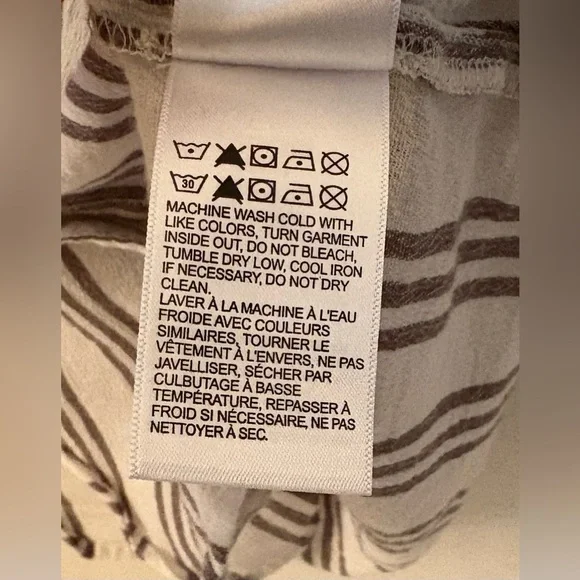 30
MACHINE WASH COLD WITH
LIKE COLORS, TURN GARMENT
INSIDE OUT, DO NOT BLEACH,
TUMBLE DRY LOW, COOL IRON
IF NECESSARY, DO NOT DRY
CLEAN.
LAVER À LA MACHINE À L'EAU
FROIDE AVEC COULEURS
SIMILAIRES, TOURNER LE
VÊTEMENT À L'ENVERS, NE PAS
JAVELLISER, SÉCHER PAR
CULBUTAGE À BASSE
TEMPÉRATURE, REPASSER À
FROID SI NÉCESSAIRE, NE PAS
NETTOYER À SEC.